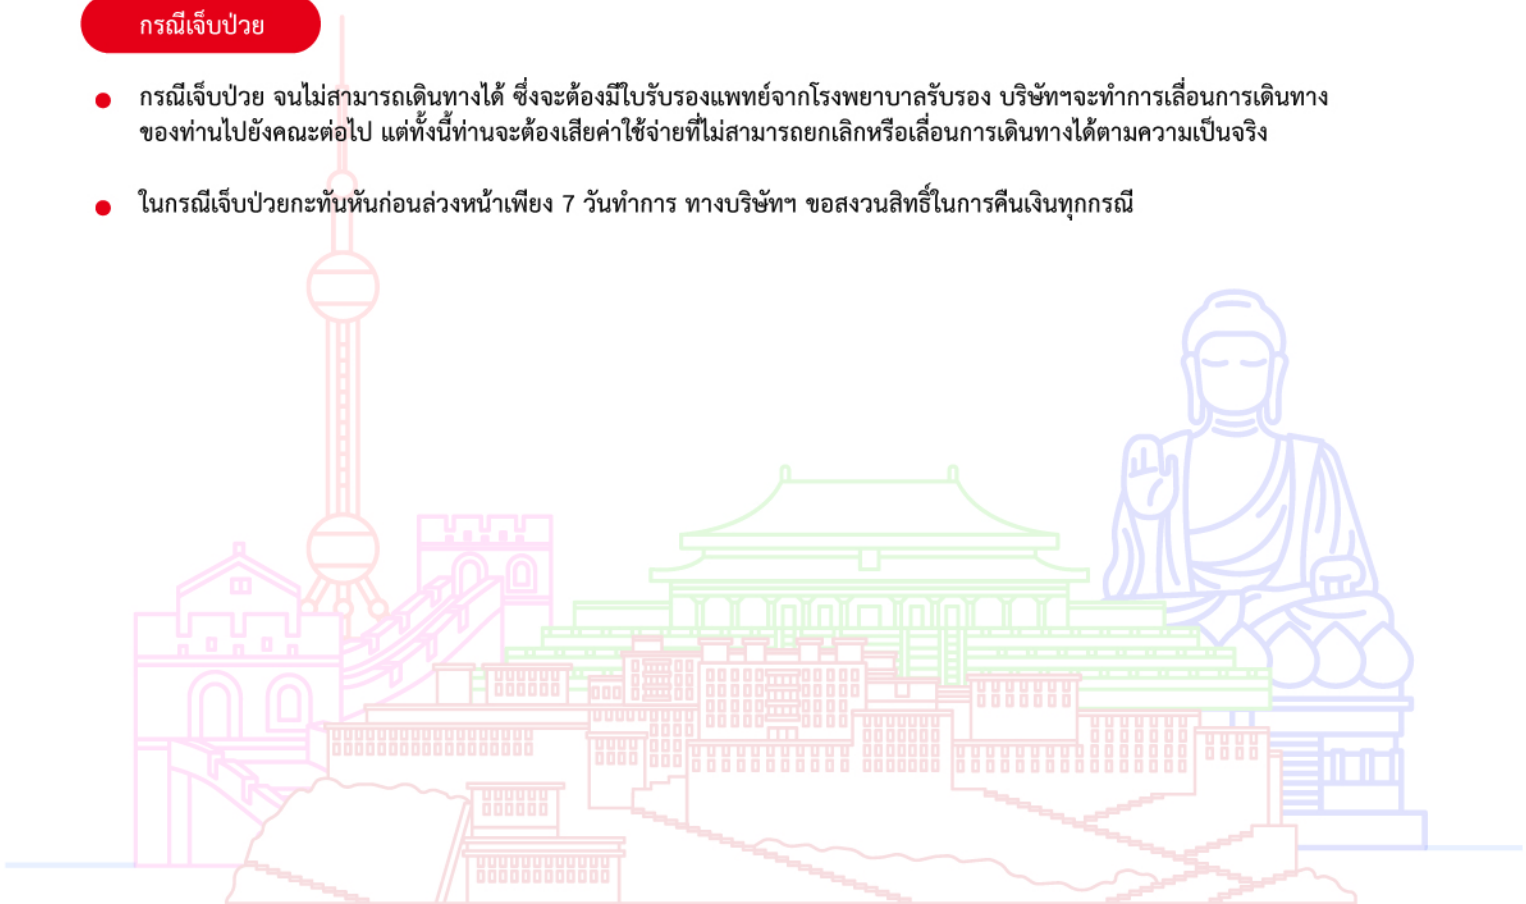 กรณีเจ็บป่วย
กรณีเจ็บป่วย จนไม่สามารถเดินทางได้ ซึ่งจะต้องมีใบรับรองแพทย์จากโรงพยาบาลรับรอง บริษัทฯจะทำการเลื่อนการเดินทาง
ของท่านไปยังคณะต่อไป แต่ทั้งนี้ท่านจะต้องเสียค่าใช้จ่ายที่ไม่สามารถยกเลิกหรือเลื่อนการเดินทางได้ตามความเป็นจริง
ในกรณีเจ็บป่วยกะทันหันก่อนล่วงหน้าเพียง 7 วันทำการ ทางบริษัทฯ ขอสงวนสิทธิ์ในการคืนเงินทุกกรณี